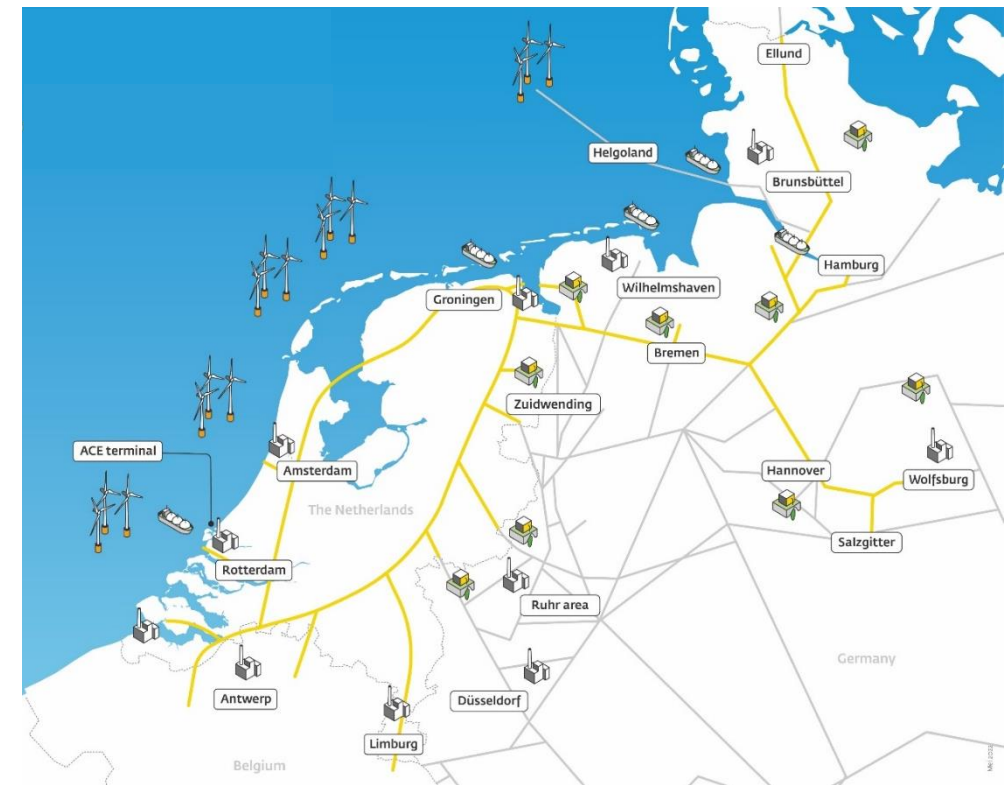 Ellund
Helgoland
Brunsbüttel
Hamburg
Groningen
Wilhelmshaven
Bremen
Zuidwending
ACE terminal
Amsterdam
Hannover
Wolfsburg
The Netherlands
Salzgitter
Rotterdam
Ruhr area
Germany
Antwerp
Düsseldorf
Limburg
Belgium